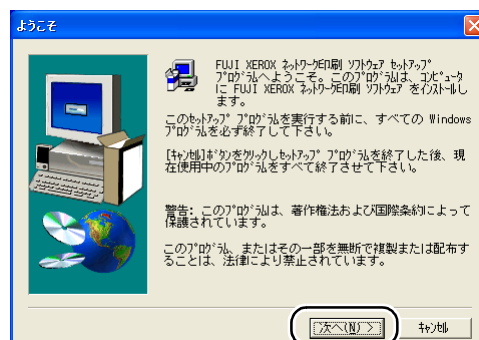 ようこそ
FUJI XEROX ﾈｯﾄﾜｰｸE印刷 ｿﾌﾄｳｪｱ ｾｯﾄｱｯﾌﾟ
ﾌﾟﾛｸﾞﾗﾑへようこそ。このﾌﾟﾛｸﾞﾗﾑは、ｺﾝﾋﾟｭｰﾀ
に FUJI XEROX ﾈｯﾄﾜｰｸE印刷 ｿﾌﾄｳｪｱ をｲﾝｽﾄｰﾙし
ます。
このｾｯﾄｱｯﾌﾟ ﾌﾟﾛｸﾞﾗﾑを実行する前に、すべての Windows
ﾌﾟﾛｸﾞﾗﾑを必ず終了して下さい。
[ｷｬﾝｾﾙ]ﾎﾞﾀﾝをｸﾘｯｸしｾｯﾄｱｯﾌﾟ ﾌﾟﾛｸﾞﾗﾑを終了した後、現
在使用中のﾌﾟﾛｸﾞﾗﾑをすべて終了させて下さい。
警告: このﾌﾟﾛｸﾞﾗﾑは、著作権法および国際条約によって
保護されています。
このﾌﾟﾛｸﾞﾗﾑ、またはその一部を無断で複製または配布す
ることは、法律により禁止されています。
次へ(N) >
ｷｬﾝｾﾙ